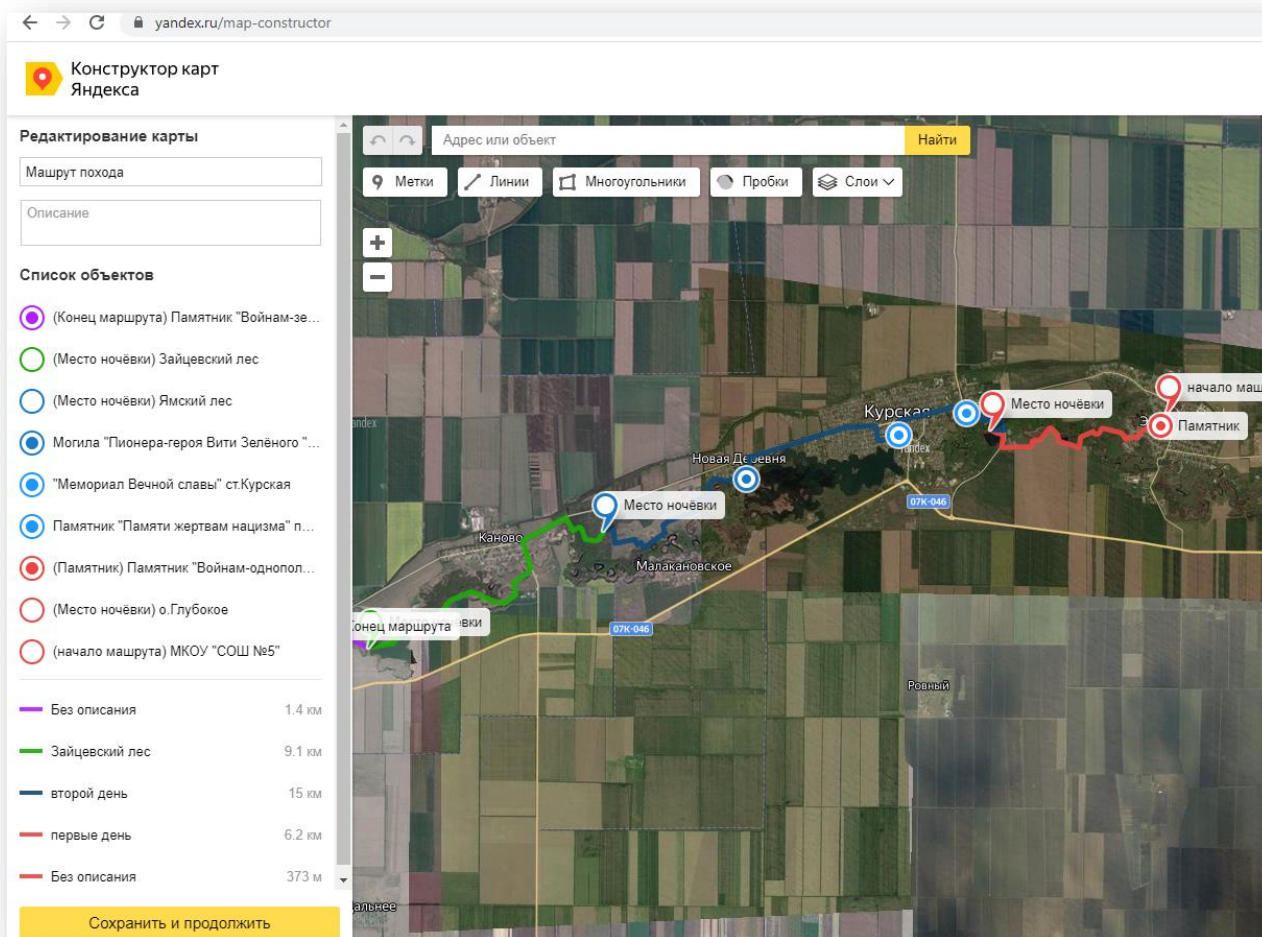 yandex.ru/map-constructor
Конструктор карт
Яндекса
Редактирование карты
Машрут похода
Описание
Список объектов
(Конец маршрута) Памятник "Войнам-зе...
(Место ночёвки) Зайцевский лес
(Место ночёвки) Ямский лес
Могила "Пионера-героя Вити Зелёного "...
"Мемориал Вечной славы" ст.Курская
Памятник "Памяти жертвам нацизма" п...
(Памятник) Памятник "Войнам-однопол...
(Место ночёвки) о.Глубокое
(начало машрута) МКОУ "СОШ №5"
Без описания 1.4 км
Зайцевский лес 9.1 км
второй день 15 км
первые день 6.2 км
Без описания 373 м
Сохранить и продолжить
Адрес или объект
Найти
Метки Линии Многоугольники Пробки Слои
начало маш
Место ночёвки
Курская
Памятник
Новая Деревня
07К-046
Место ночёвки
Каново
Малакановское
онец маршрута
евки
07К-046
Ровный
альнее